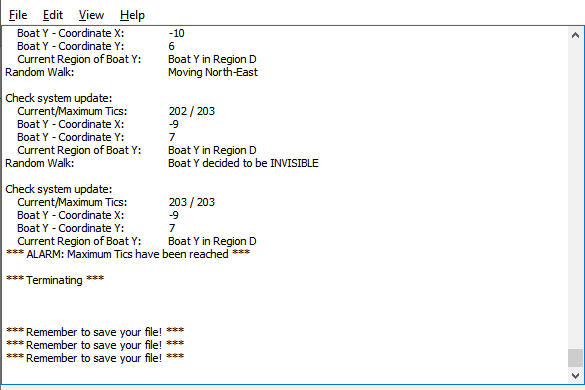 File Edit View Help
Boat Y - Coordinate X: -10
Boat Y - Coordinate Y: 6
Current Region of Boat Y: Boat Y in Region D
Random Walk: Moving North-East
Check system update:
Current/Maximum Tics: 202 / 203
Boat Y - Coordinate X: -9
Boat Y - Coordinate Y: 7
Current Region of Boat Y: Boat Y in Region D
Random Walk: Boat Y decided to be INVISIBLE
Check system update:
Current/Maximum Tics: 203 / 203
Boat Y - Coordinate X: -9
Boat Y - Coordinate Y: 7
Current Region of Boat Y: Boat Y in Region D
*** ALARM: Maximum Tics have been reached ***
*** Terminating ***
*** Remember to save your file! ***
*** Remember to save your file! ***
*** Remember to save your file! ***